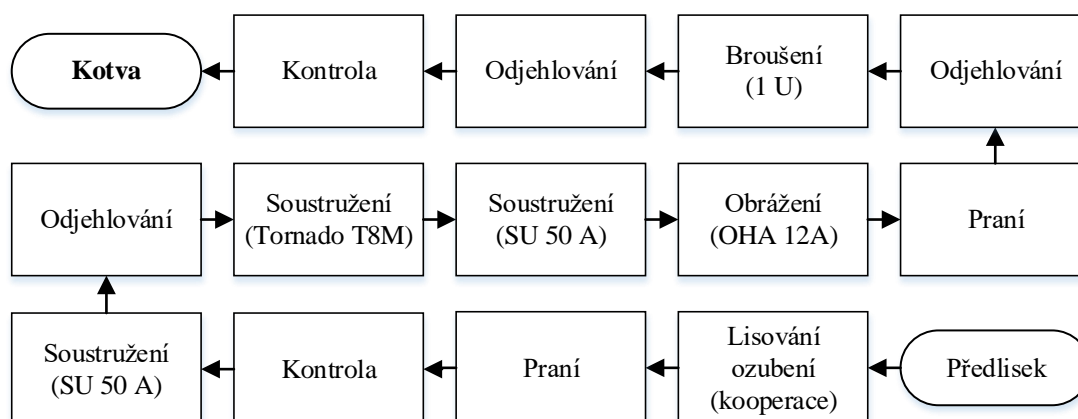 Kotva
Kontrola
Odjehlování
Broušení
(1 U)
Odjehlování
Odjehlování
Soustružení
(Tornado T8M)
Soustružení
(SU 50 A)
Obrážení
(OHA 12A)
Praní
Soustružení
(SU 50 A)
Kontrola
Praní
Lisování
ozubení
(kooperace)
Předlisek